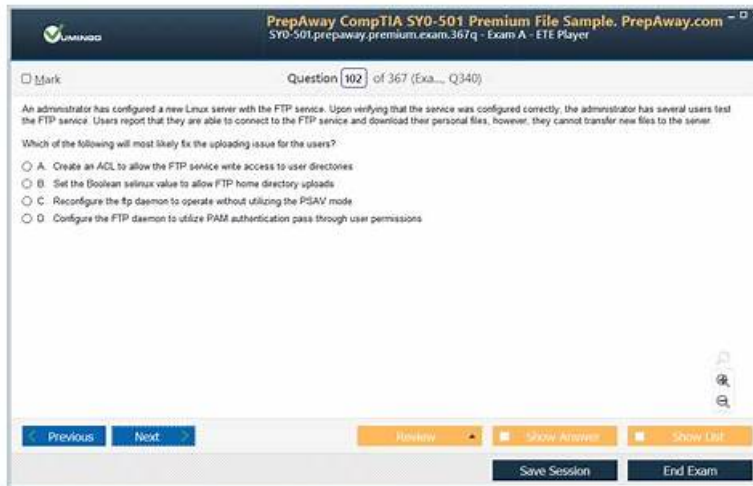 VUMINGO
PrepAway CompTIA SY0-501 Premium File Sample. PrepAway.com
SY0-501.prepaway.premium.exam.367q - Exam A - ETE Player
Mark
Question 102 of 367 (Exa..., Q340)
An administrator has configured a new Linux server with the FTP service. Upon verifying that the service was configured correctly, the administrator has several users test
the FTP service. Users report that they are able to connect to the FTP service and download their personal files, however, they cannot transfer new files to the server.
Which of the following will most likely fix the uploading issue for the users?
A. Create an ACL to allow the FTP service write access to user directories
B. Set the Boolean selinux value to allow FTP home directory uploads
C. Reconfigure the ftp daemon to operate without utilizing the PSAV mode
D. Configure the FTP daemon to utilize PAM authentication pass through user permissions
Previous Next Review Show Answer Show List
Save Session End Exam